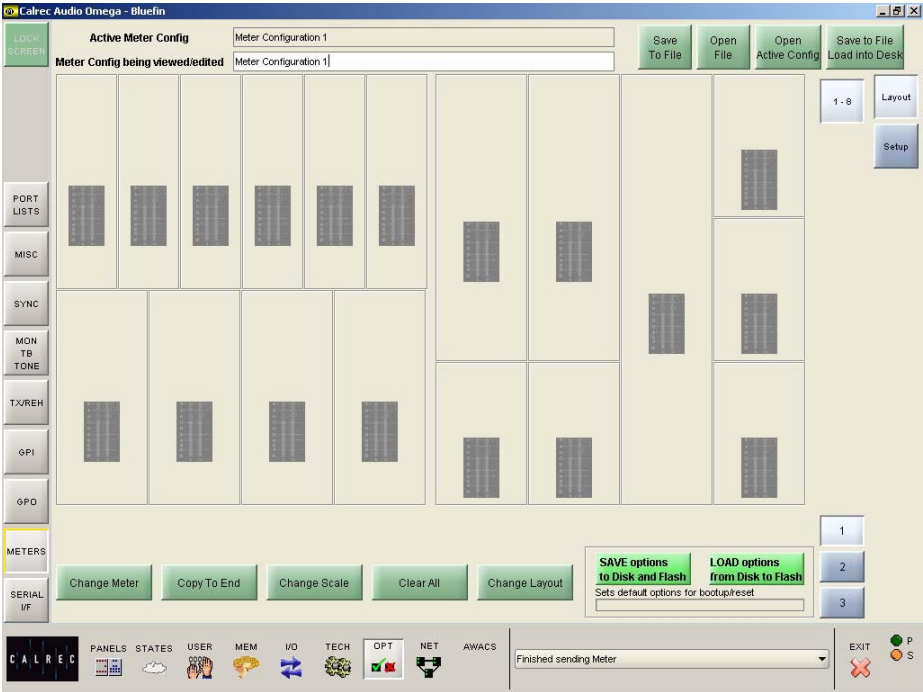 Calrec Audio Omega - Bluefin
LOCK
SCREEN
Active Meter Config
Meter Configuration 1
Meter Config being viewed/edited
Meter Configuration 1
Save
To File
Open
File
Open
Active Config
Save to File
Load into Desk
1 - 8
Layout
Setup
PORT
LISTS
MISC
SYNC
MON
TB
TONE
TX/REH
GPI
GPO
METERS
SERIAL
I/F
Change Meter
Copy To End
Change Scale
Clear All
Change Layout
SAVE options
to Disk and Flash
LOAD options
from Disk to Flash
Sets default options for bootup/reset
1
2
3
CALREC
PANELS
STATES
USER
MEM
I/O
TECH
OPT
NET
AWACS
Finished sending Meter
EXIT
P
S